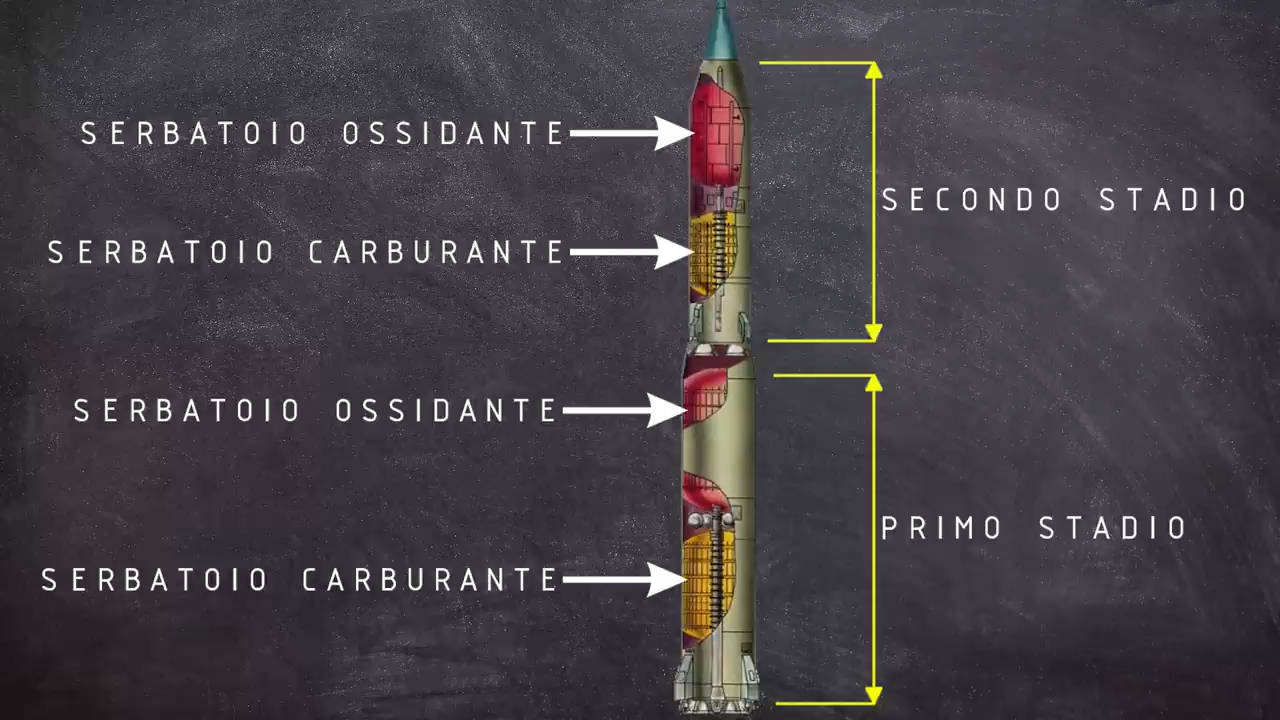 SERBATOIO OSSIDANTE
SECONDO STADIO
SERBATOIO CARBURANTE
SERBATOIO OSSIDANTE
PRIMO STADIO
SERBATOIO CARBURANTE